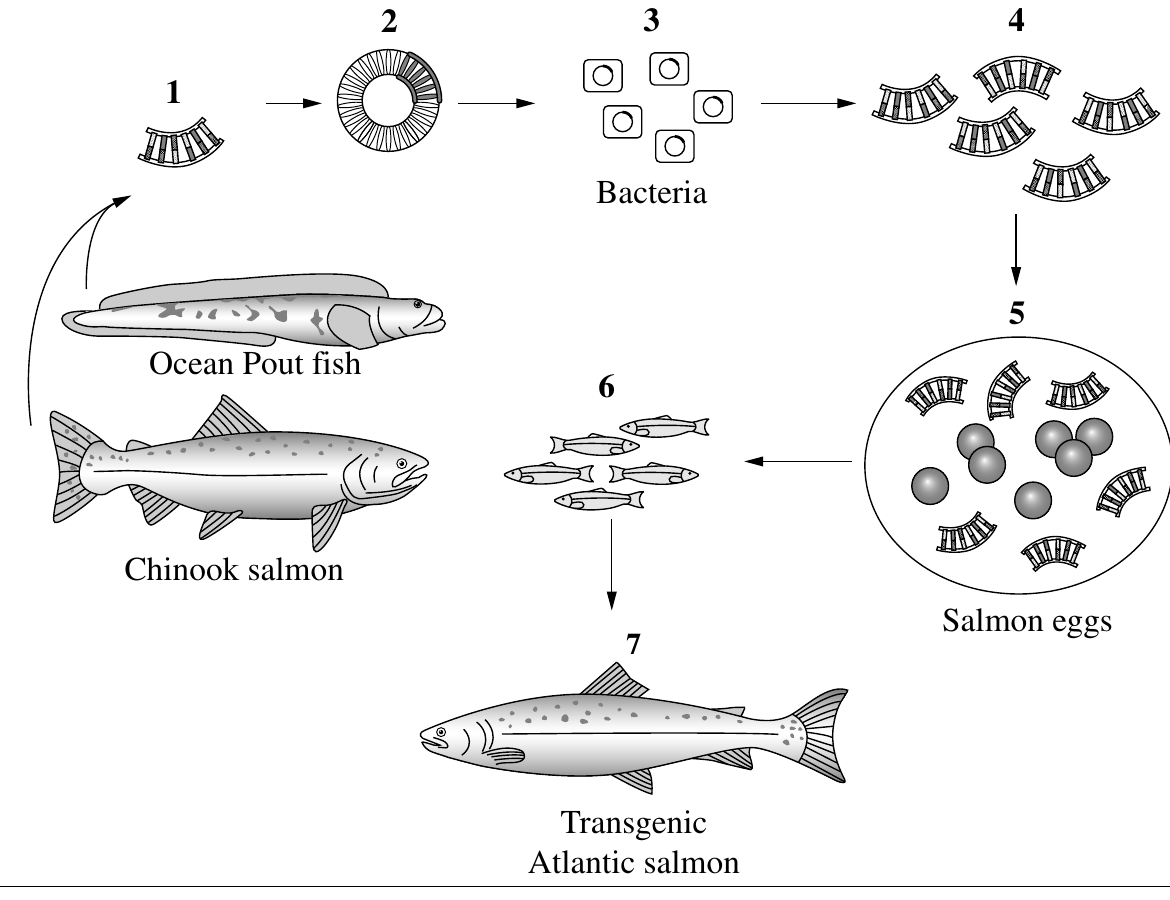 1
2
3
4
Bacteria
Ocean Pout fish
Chinook salmon
5
Salmon eggs
6
7
Transgenic
Atlantic salmon